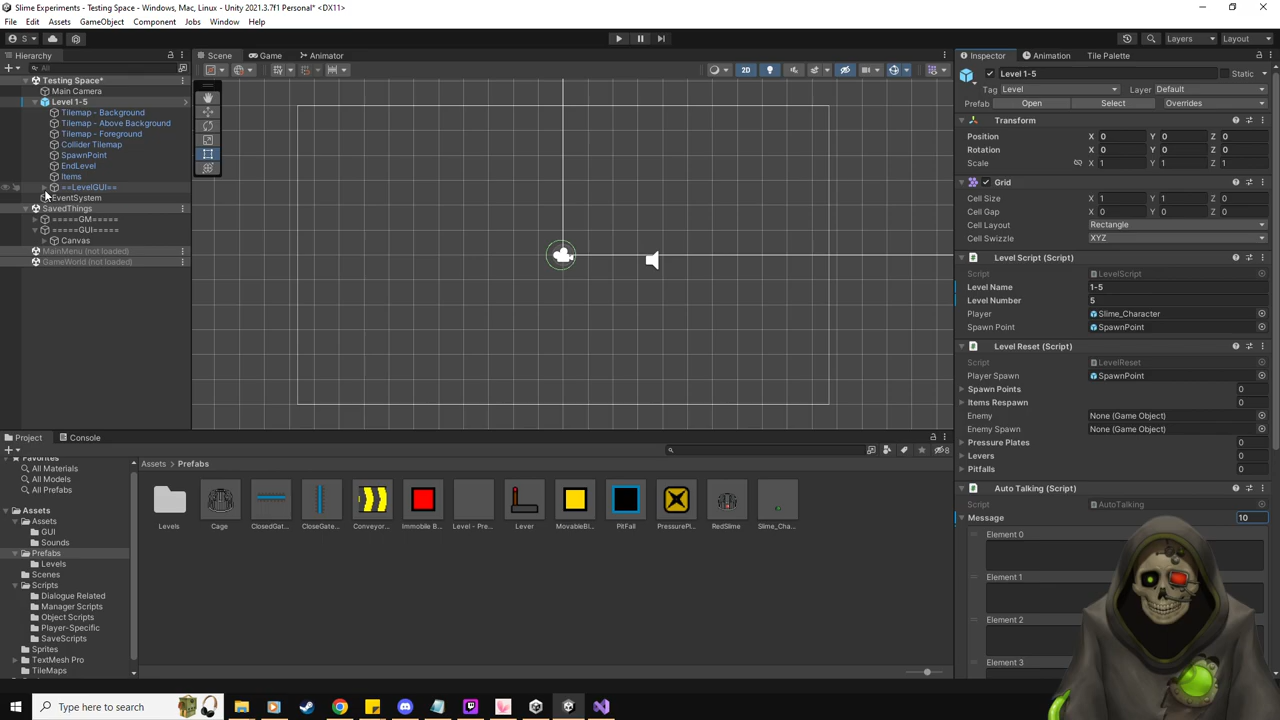 Slime Experiments - Testing Space - Windows, Mac, Linux - Unity 2021.3.7f1 Personal* <DX11>
File Edit Assets GameObject Component Jobs Window Help
S Layers Layout
Hierarchy
All
Testing Space*
Main Camera
Level 1-5
Tilemap - Background
Tilemap - Above Background
Tilemap - Foreground
Collider Tilemap
SpawnPoint
EndLevel
Items
==LevelGUI==
EventSystem
SavedThings
=====GM=====
=====GUI=====
Canvas
MainMenu (not loaded)
GameWorld (not loaded)
Scene Game Animator
2D
Inspector Animation Tile Palette
Level 1-5 Static
Tag Level Layer Default
Prefab Open Select Overrides
Transform
Position X 0 Y 0 Z 0
Rotation X 0 Y 0 Z 0
Scale X 1 Y 1 Z 1
Grid
Cell Size X 1 Y 1 Z 0
Cell Gap X 0 Y 0 Z 0
Cell Layout Rectangle
Cell Swizzle XYZ
Level Script (Script)
Script LevelScript
Level Name 1-5
Level Number 5
Player Slime_Character
Spawn Point SpawnPoint
Level Reset (Script)
Script LevelReset
Player Spawn SpawnPoint
Spawn Points 0
Items Respawn 0
Enemy None (Game Object)
Enemy Spawn None (Game Object)
Pressure Plates 0
Levers 0
Pitfalls 0
Auto Talking (Script)
Script AutoTalking
Message 10
Element 0
Element 1
Element 2
Element 3
Project Console
8
Favorites
All Materials
All Models
All Prefabs
Assets
Assets
GUI
Sounds
Prefabs
Levels
Scenes
Scripts
Dialogue Related
Manager Scripts
Object Scripts
Player-Specific
SaveScripts
Sprites
TextMesh Pro
TileMaps
Assets > Prefabs
Levels Cage ClosedGat... CloseGate... Conveyor... Immobile B... Level - Pre... Lever MovableBl... PitFall PressurePl... RedSlime Slime_Cha...
Type here to search